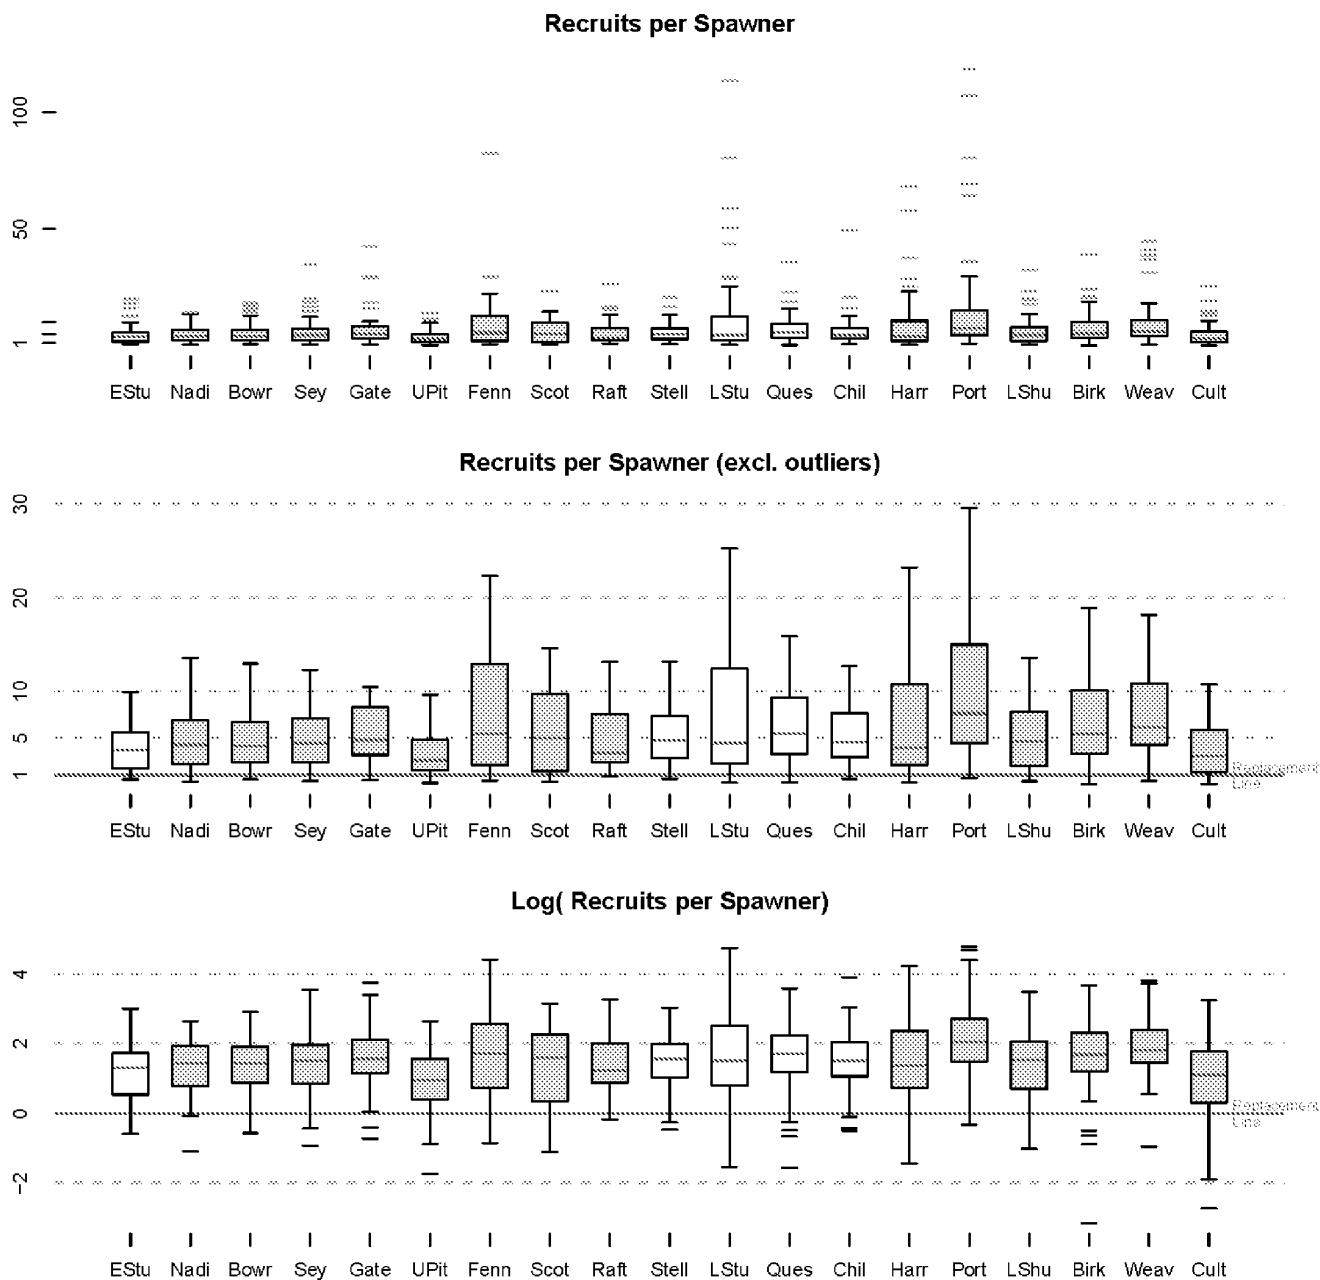 Recruits per Spawner
100
50
1
EStu Nadi Bowr Sey Gate UPit Fenn Scot Raft Stell LStu Ques Chil Harr Port LShu Birk Weav Cult
Recruits per Spawner (excl. outliers)
30
20
10
5
1
Replacement
Line
EStu Nadi Bowr Sey Gate UPit Fenn Scot Raft Stell LStu Ques Chil Harr Port LShu Birk Weav Cult
Log( Recruits per Spawner)
4
2
0
−2
Replacement
Line
EStu Nadi Bowr Sey Gate UPit Fenn Scot Raft Stell LStu Ques Chil Harr Port LShu Birk Weav Cult